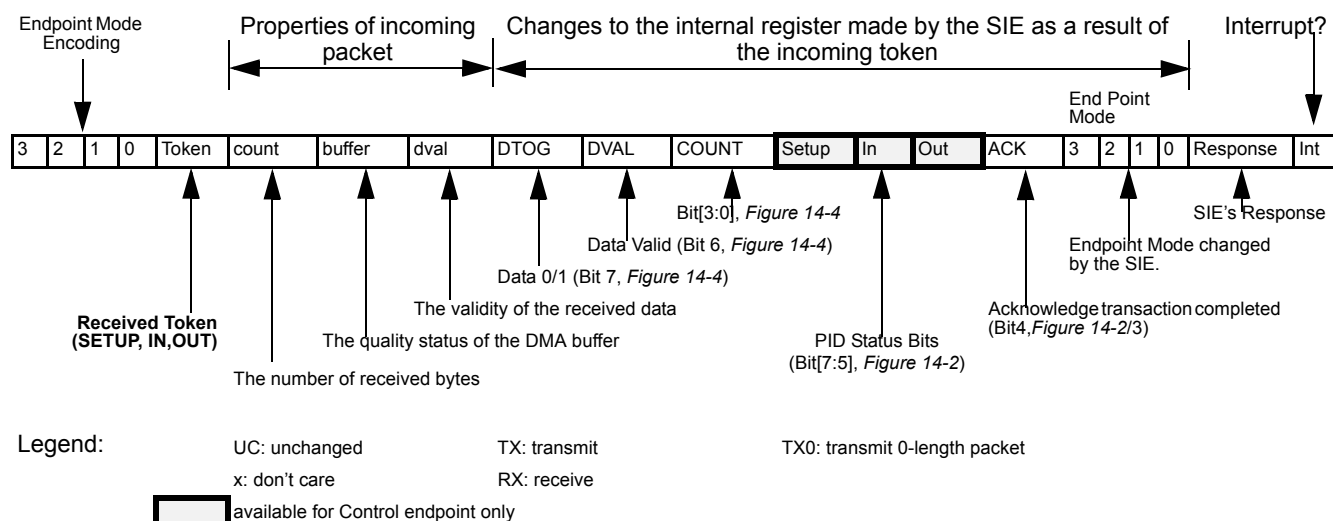 Endpoint Mode
Encoding
Properties of incoming
packet
Changes to the internal register made by the SIE as a result of
the incoming token
Interrupt?
End Point
Mode
3 2 1 0 Token count buffer dval DTOG DVAL COUNT Setup In Out ACK 3 2 1 0 Response Int
Bit[3:0], Figure 14-4
SIE's Response
Data Valid (Bit 6, Figure 14-4)
Endpoint Mode changed
by the SIE.
Data 0/1 (Bit 7, Figure 14-4)
The validity of the received data
Acknowledge transaction completed
(Bit4,Figure 14-2/3)
Received Token
(SETUP, IN,OUT)
The quality status of the DMA buffer
PID Status Bits
(Bit[7:5], Figure 14-2)
The number of received bytes
Legend:
UC: unchanged
TX: transmit
TX0: transmit 0-length packet
x: don't care
RX: receive
available for Control endpoint only